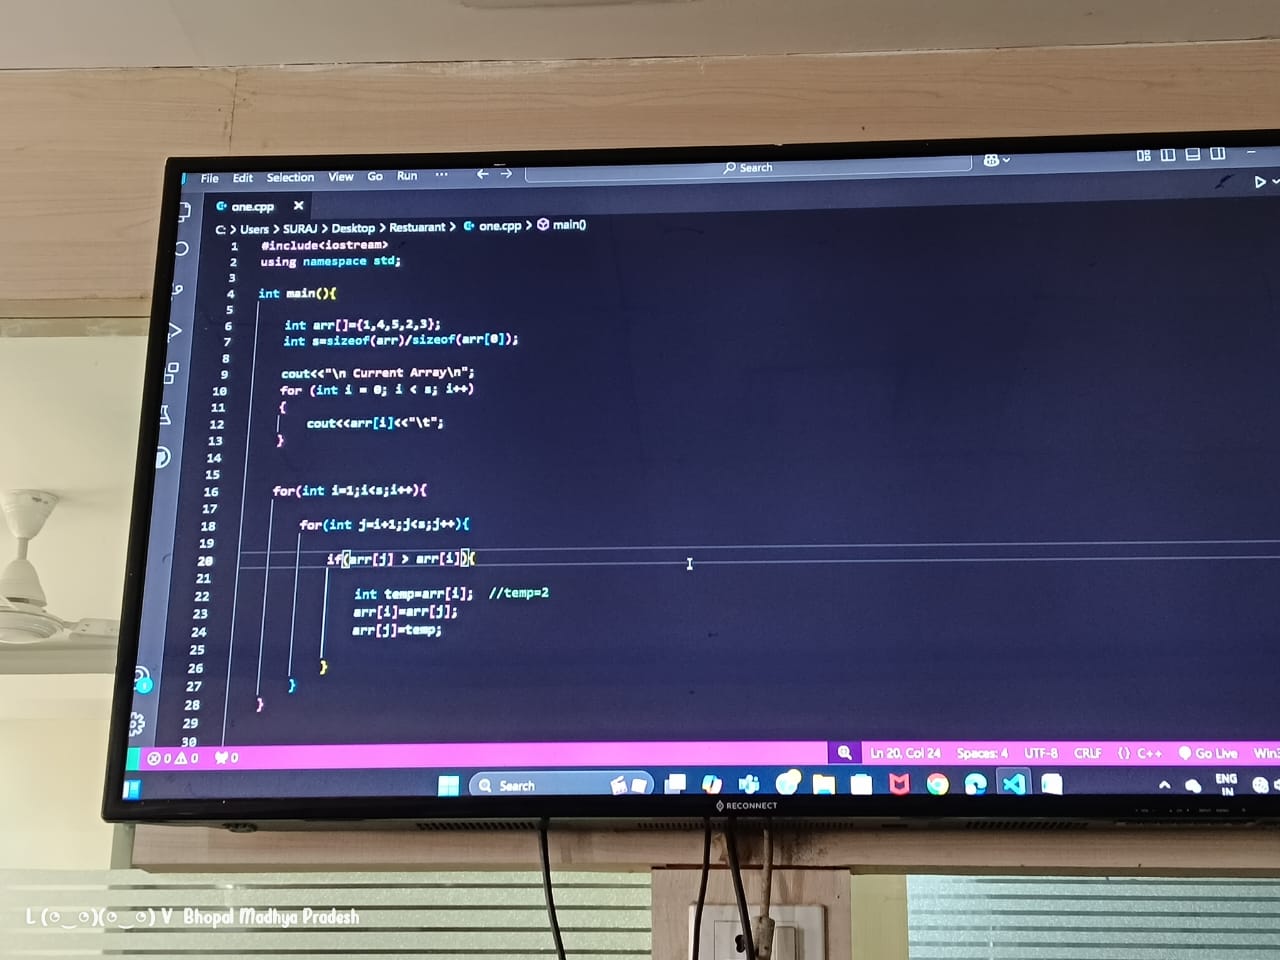 File Edit Selection View Go Run ... Search
one.cpp
C: > Users > SURAJ > Desktop > Restuarant > one.cpp > main()
1 #include<iostream>
2 using namespace std;
3
4 int main(){
5
6 int arr[]={1,4,5,2,3};
7 int s=sizeof(arr)/sizeof(arr[0]);
8
9 cout<<"\n Current Array\n";
10 for (int i = 0; i < s; i++)
11 {
12 cout<<arr[i]<<"\t";
13 }
14
15
16 for(int i=1;i<s;i++){
17
18 for(int j=i+1;j<s;j++){
19
20 if(arr[j] > arr[i]){
21
22 int temp=arr[i]; //temp=2
23 arr[i]=arr[j];
24 arr[j]=temp;
25
26 }
27 }
28 }
29
30
0 0 0 Ln 20, Col 24 Spaces: 4 UTF-8 CRLF {} C++ Go Live
Search ENG
IN
RECONNECT
Bhopal Madhya Pradesh